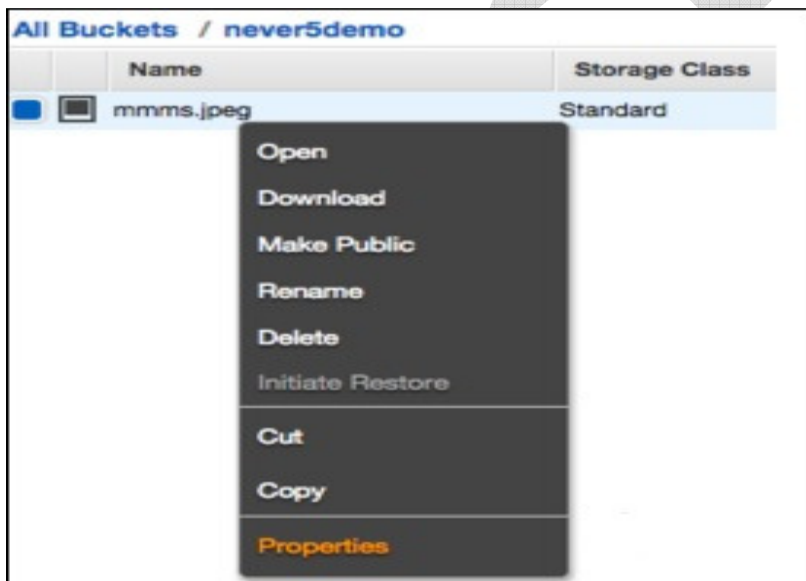 All Buckets / never5demo
Name Storage Class
mmms.jpeg Standard
Open
Download
Make Public
Rename
Delete
Initiate Restore
Cut
Copy
Properties